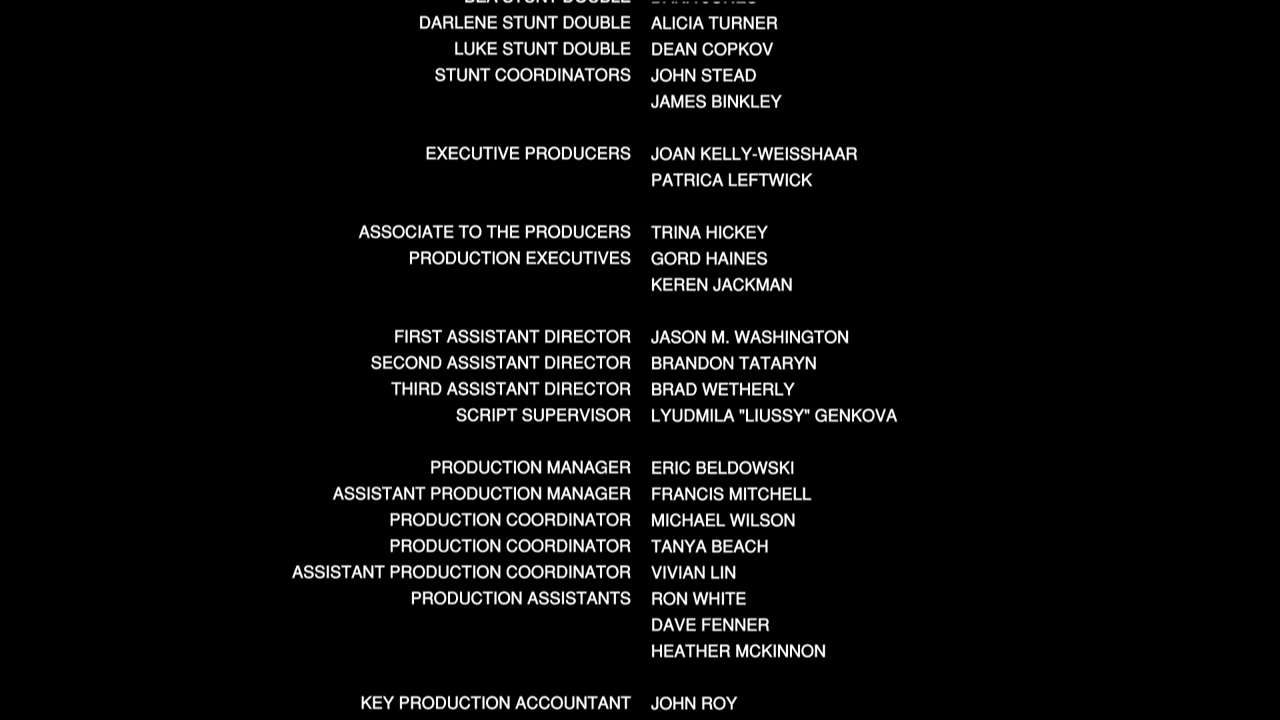 DARLENE STUNT DOUBLE ALICIA TURNER
LUKE STUNT DOUBLE DEAN COPKOV
STUNT COORDINATORS JOHN STEAD
JAMES BINKLEY
EXECUTIVE PRODUCERS JOAN KELLY-WEISSHAAR
PATRICA LEFTWICK
ASSOCIATE TO THE PRODUCERS TRINA HICKEY
PRODUCTION EXECUTIVES GORD HAINES
KEREN JACKMAN
FIRST ASSISTANT DIRECTOR JASON M. WASHINGTON
SECOND ASSISTANT DIRECTOR BRANDON TATARYN
THIRD ASSISTANT DIRECTOR BRAD WETHERLY
SCRIPT SUPERVISOR LYUDMILA "LIUSSY" GENKOVA
PRODUCTION MANAGER ERIC BELDOWSKI
ASSISTANT PRODUCTION MANAGER FRANCIS MITCHELL
PRODUCTION COORDINATOR MICHAEL WILSON
PRODUCTION COORDINATOR TANYA BEACH
ASSISTANT PRODUCTION COORDINATOR VIVIAN LIN
PRODUCTION ASSISTANTS RON WHITE
DAVE FENNER
HEATHER MCKINNON
KEY PRODUCTION ACCOUNTANT JOHN ROY